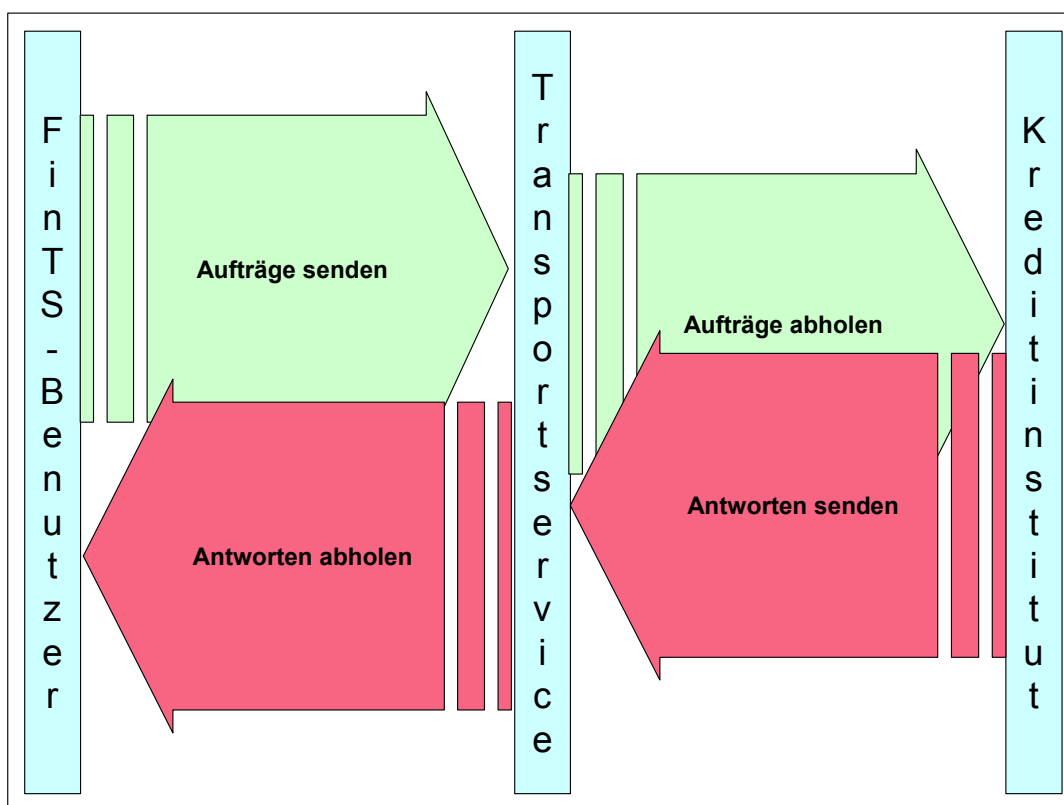 FinTS-Benutzer
Transportservice
Kreditinstitut
Aufträge senden
Aufträge abholen
Antworten senden
Antworten abholen